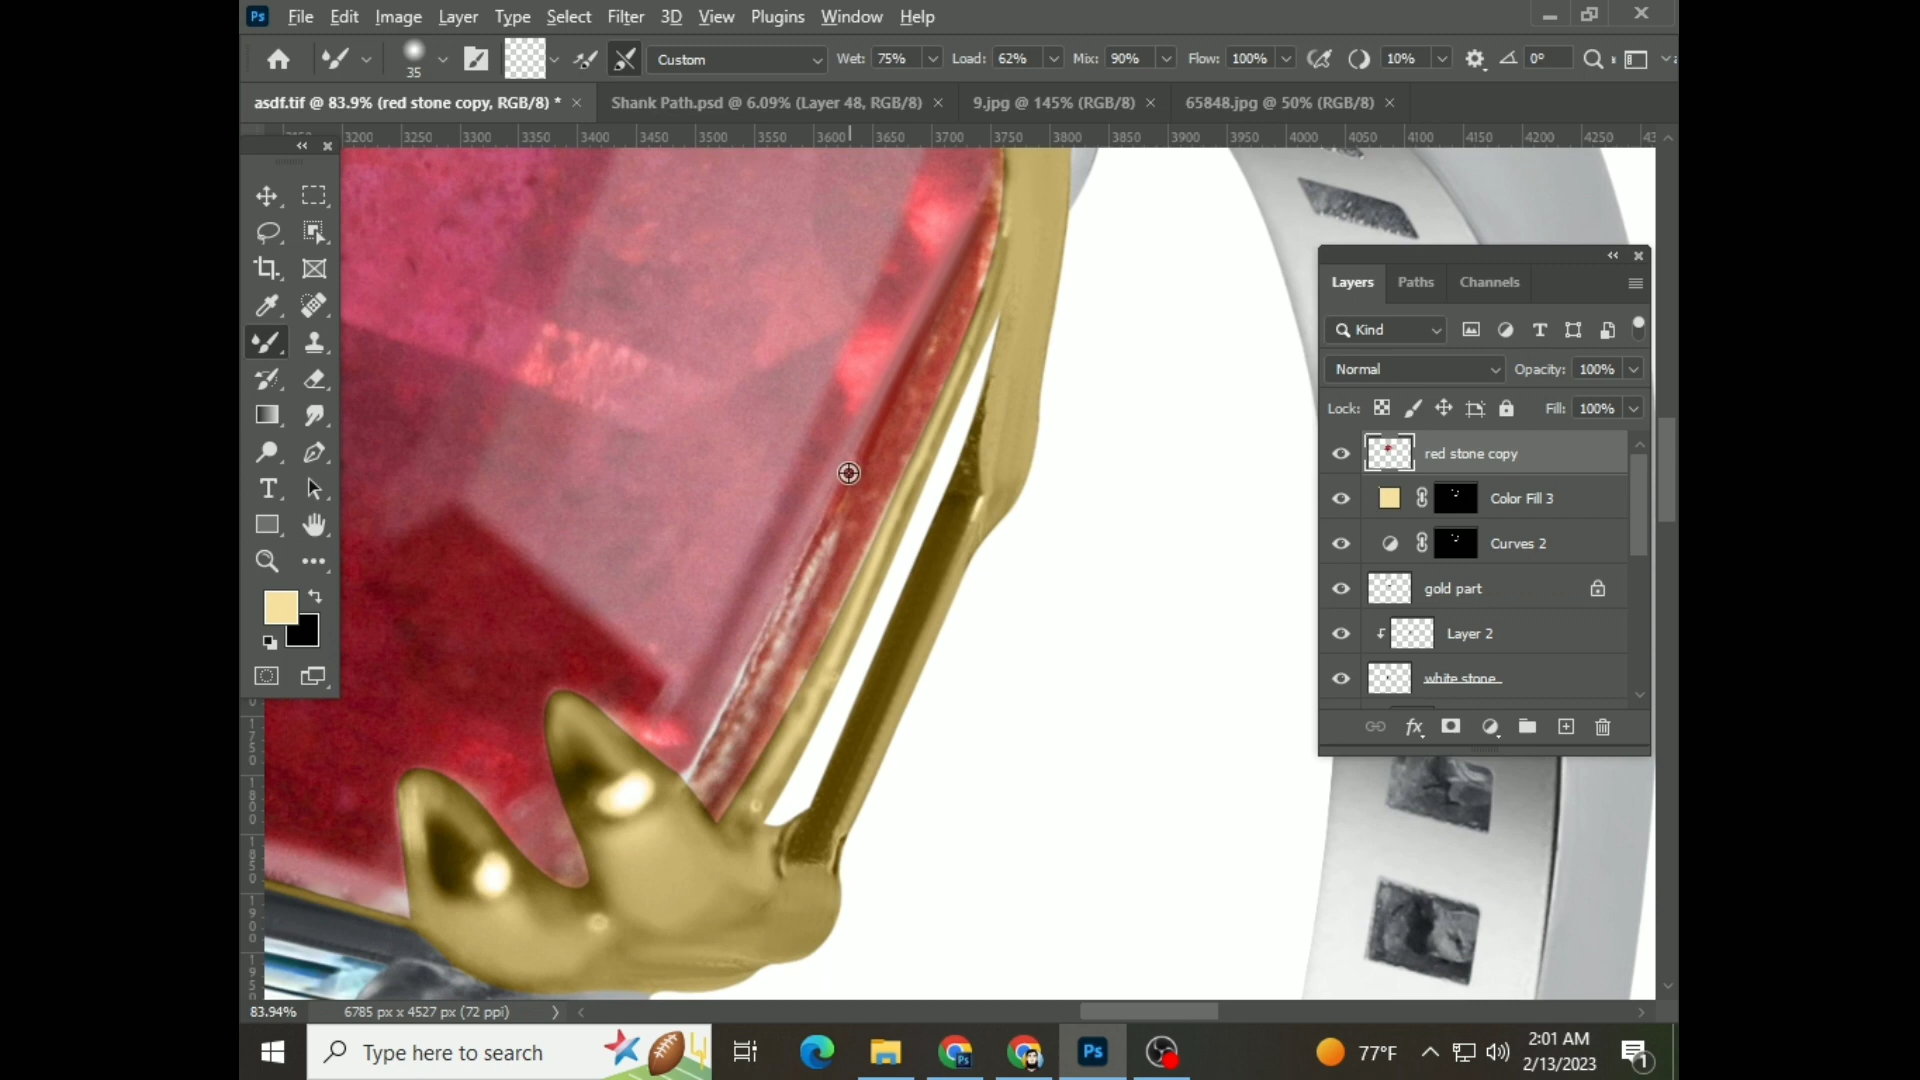 Ps File Edit Image Layer Type Select Filter 3D View Plugins Window Help
35 Custom Wet: 75% Load: 62% Mix: 90% Flow: 100% 10% 0°
asdf.tif @ 83.9% (red stone copy, RGB/8) * Shank Path.psd @ 6.09% (Layer 48, RGB/8) 9.jpg @ 145% (RGB/8) 65848.jpg @ 50% (RGB/8)
3200 3250 3300 3350 3400 3450 3500 3550 3600 3650 3700 3750 3800 3850 3900 3950 4000 4050 4100 4150 4200 4250
Layers Paths Channels
Kind
Normal Opacity: 100%
Lock: Fill: 100%
red stone copy
Color Fill 3
Curves 2
gold part
Layer 2
white stone
1750
1800
1850
1900
83.94% 6785 px x 4527 px (72 ppi)
Type here to search
Ps
77°F
2:01 AM
2/13/2023
1